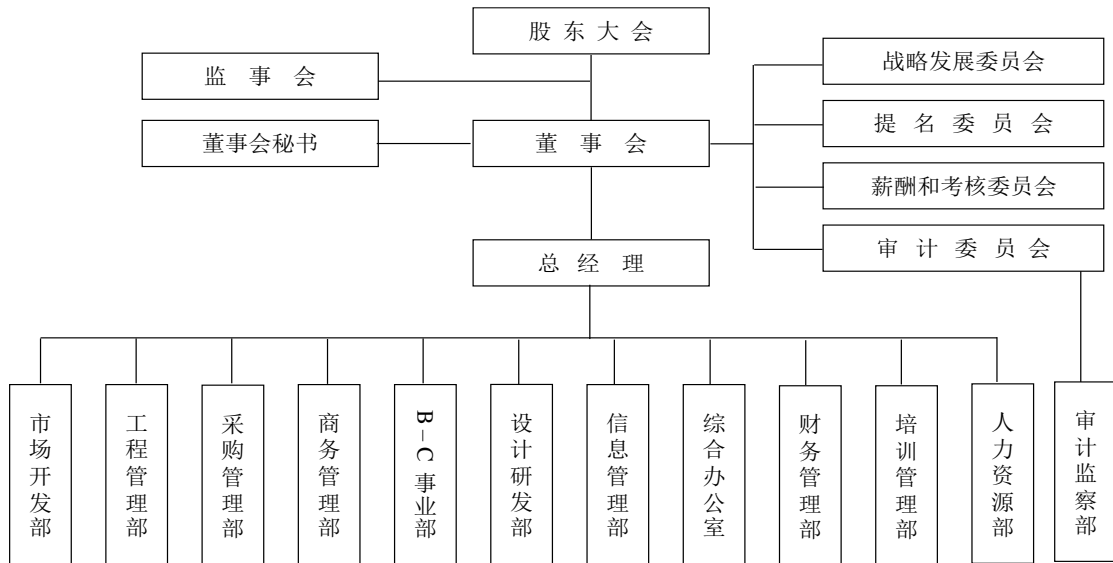 股东大会
监事会
战略发展委员会
提名委员会
董事会秘书
董事会
薪酬和考核委员会
审计委员会
总经理
市场开发部
工程管理部
采购管理部
商务管理部
B-C事业部
设计研发部
信息管理部
综合办公室
财务管理部
培训管理部
人力资源部
审计监察部